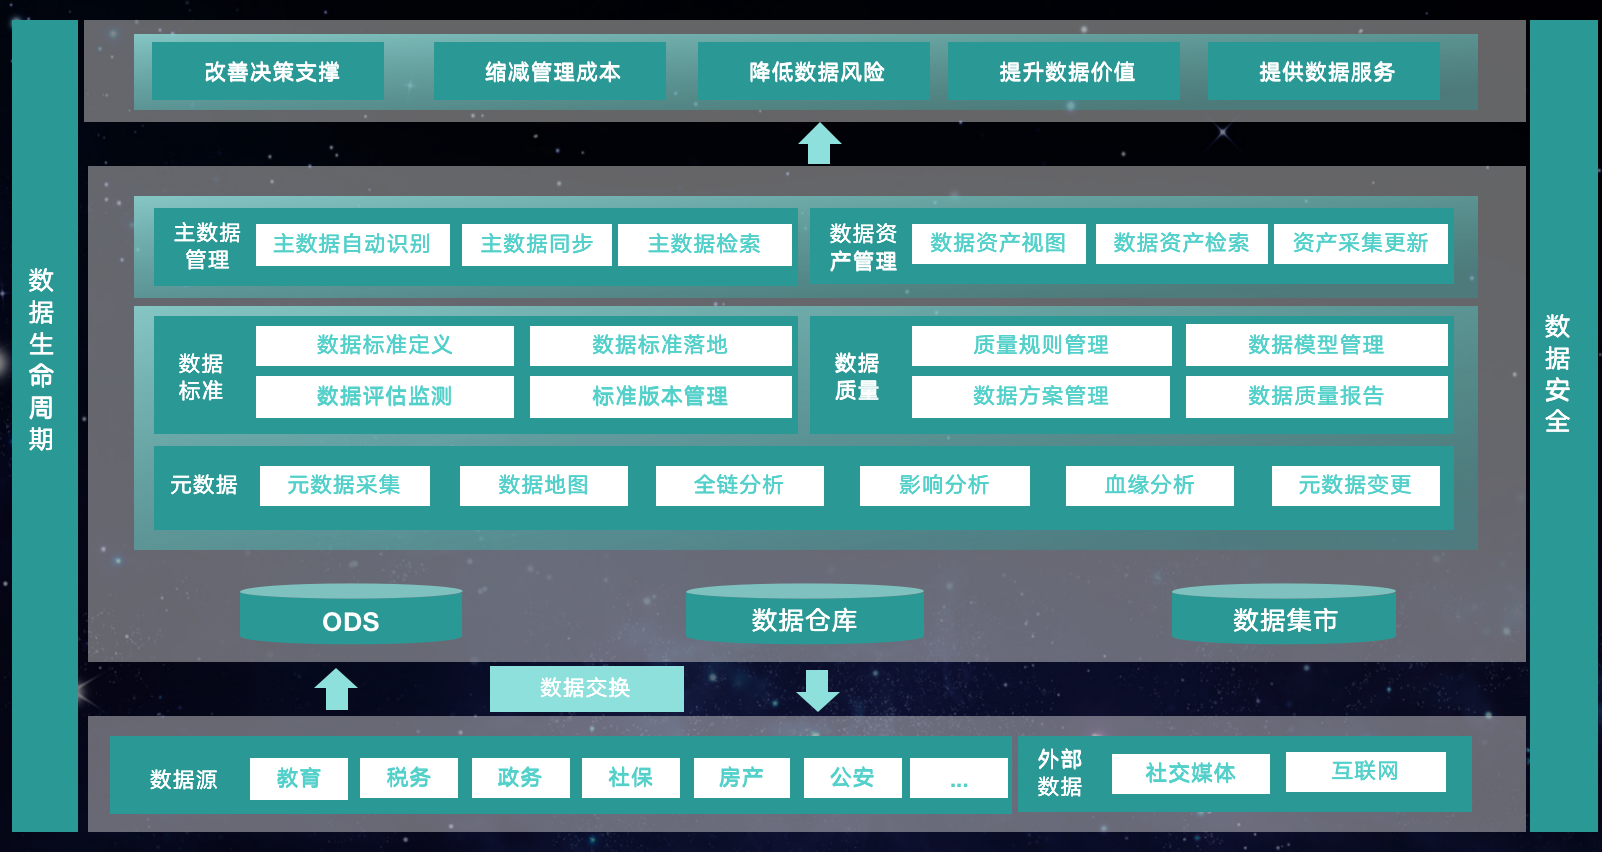 改善决策支撑
缩减管理成本
降低数据风险
提升数据价值
提供数据服务
数据生命周期
数据安全
主数据
管理
主数据自动识别
主数据同步
主数据检索
数据资
产管理
数据资产视图
数据资产检索
资产采集更新
数据
标准
数据标准定义
数据标准落地
数据评估监测
标准版本管理
数据
质量
质量规则管理
数据模型管理
数据方案管理
数据质量报告
元数据
元数据采集
数据地图
全链分析
影响分析
血缘分析
元数据变更
ODS
数据仓库
数据集市
数据交换
数据源
教育
税务
政务
社保
房产
公安
...
外部
数据
社交媒体
互联网